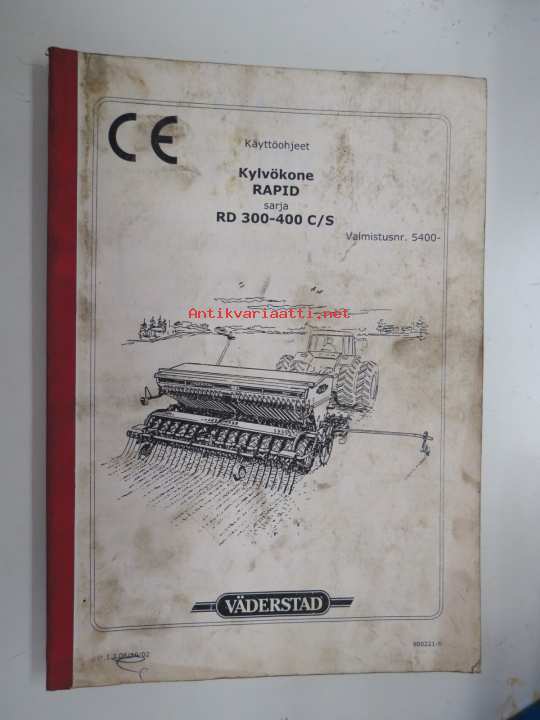 CE
Käyttöohjeet
Kylvökone
RAPID
sarja
RD 300-400 C/S
Valmistusnr. 5400-
Antikvariaatti.net
VÄDERSTAD